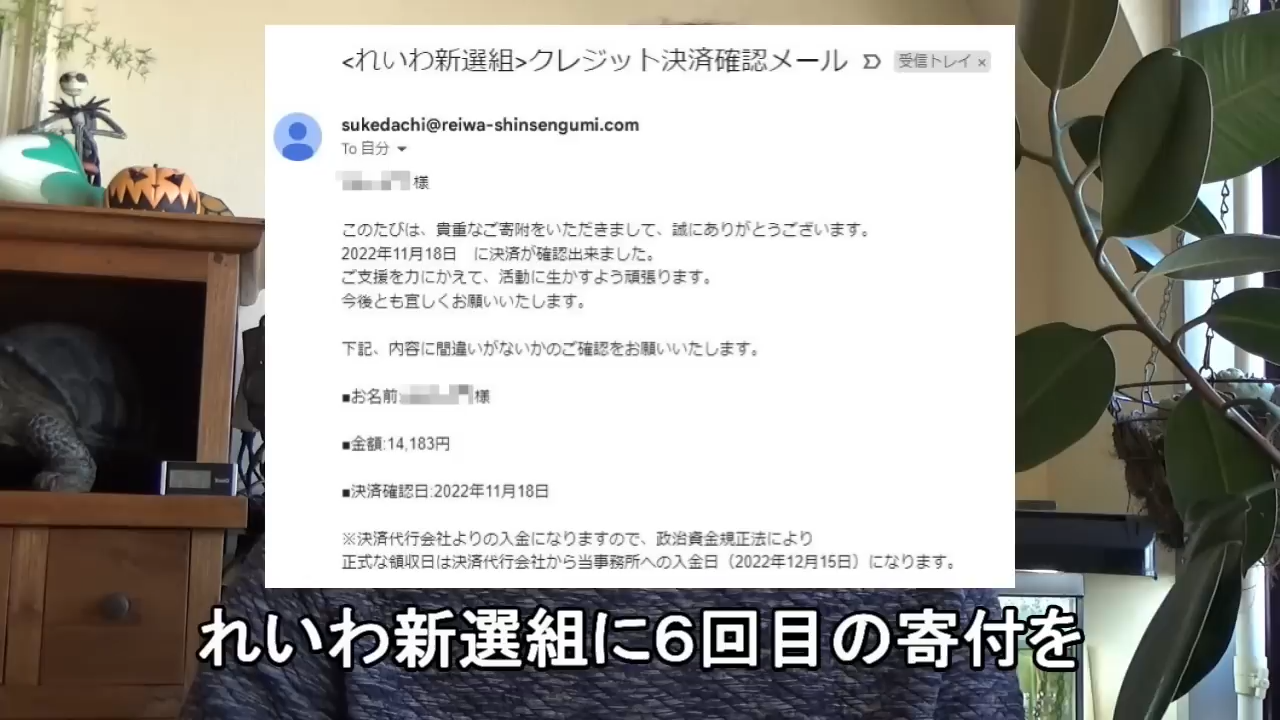 <れいわ新選組>クレジット決済確認メール
受信トレイ ×
sukedachi@reiwa-shinsengumi.com
To 自分
様
このたびは、貴重なご寄附をいただきまして、誠にありがとうございます。
2022年11月18日　に決済が確認出来ました。
ご支援を力にかえて、活動に生かすよう頑張ります。
今後とも宜しくお願いいたします。
下記、内容に間違いがないかのご確認をお願いいたします。
■お名前: 様
■金額:14,183円
■決済確認日:2022年11月18日
※決済代行会社よりの入金になりますので、政治資金規正法により
正式な領収日は決済代行会社から当事務所への入金日（2022年12月15日）になります。
れいわ新選組に6回目の寄付を